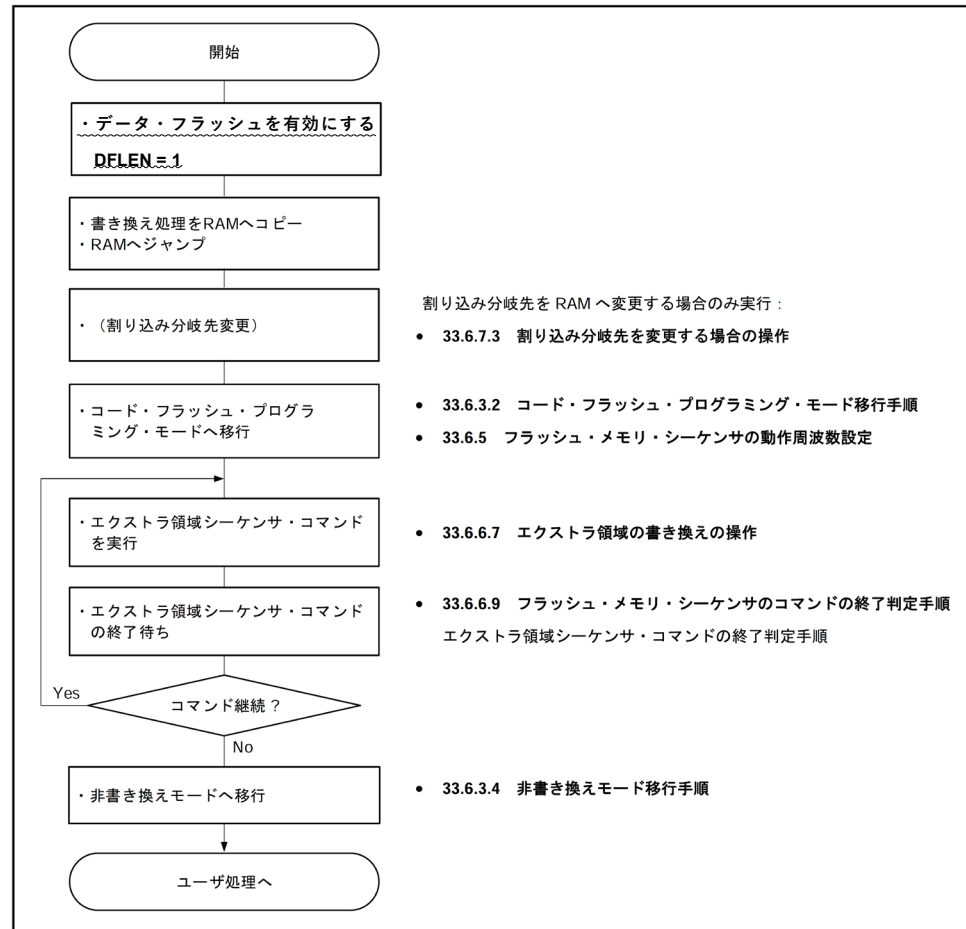 開始
・データ・フラッシュを有効にする
DFLEN = 1
・書き換え処理をRAMへコピー
・RAMへジャンプ
・（割り込み分岐先変更）
割り込み分岐先を RAM へ変更する場合のみ実行：
• 33.6.7.3 割り込み分岐先を変更する場合の操作
・コード・フラッシュ・プログラ
ミング・モードへ移行
• 33.6.3.2 コード・フラッシュ・プログラミング・モード移行手順
• 33.6.5 フラッシュ・メモリ・シーケンサの動作周波数設定
・エクストラ領域シーケンサ・コマンド
を実行
• 33.6.6.7 エクストラ領域の書き換えの操作
・エクストラ領域シーケンサ・コマンド
の終了待ち
• 33.6.6.9 フラッシュ・メモリ・シーケンサのコマンドの終了判定手順
エクストラ領域シーケンサ・コマンドの終了判定手順
Yes
コマンド継続？
No
・非書き換えモードへ移行
• 33.6.3.4 非書き換えモード移行手順
ユーザ処理へ